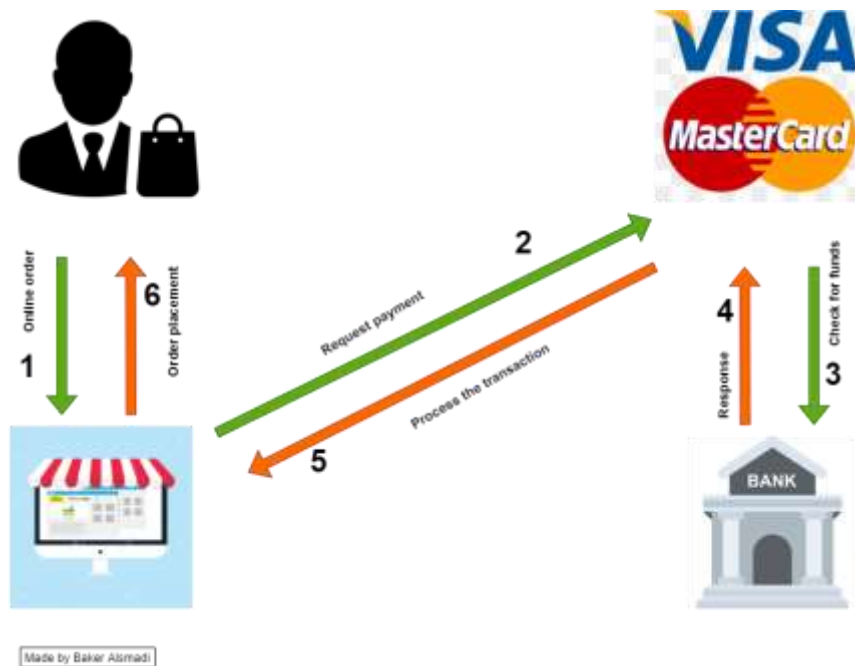 VISA
MasterCard
Online order
1
6
Order placement
2
Request payment
Process the transaction
5
4
Response
Check for funds
3
BANK
Made by Baker Alsmadi